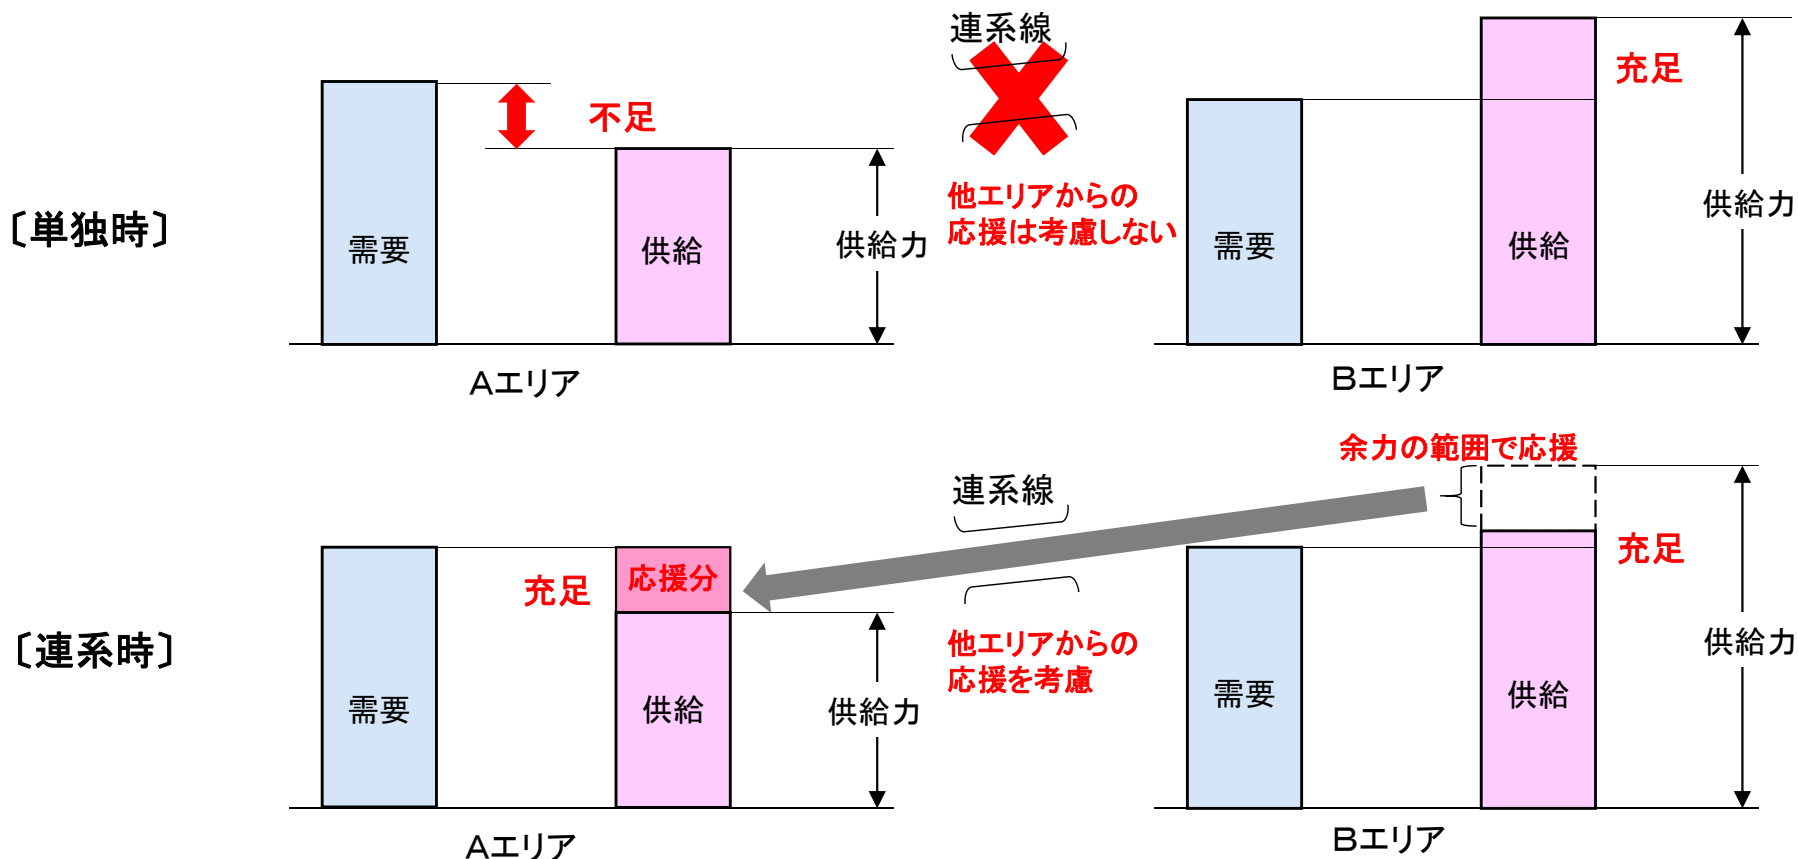 連系線
充足
不足
他エリアからの
応援は考慮しない
供給力
〔単独時〕
需要
供給
供給力
需要
供給
Aエリア
Bエリア
余力の範囲で応援
連系線
充足
応援分
充足
他エリアからの
応援を考慮
供給力
〔連系時〕
需要
供給
供給力
需要
供給
Aエリア
Bエリア